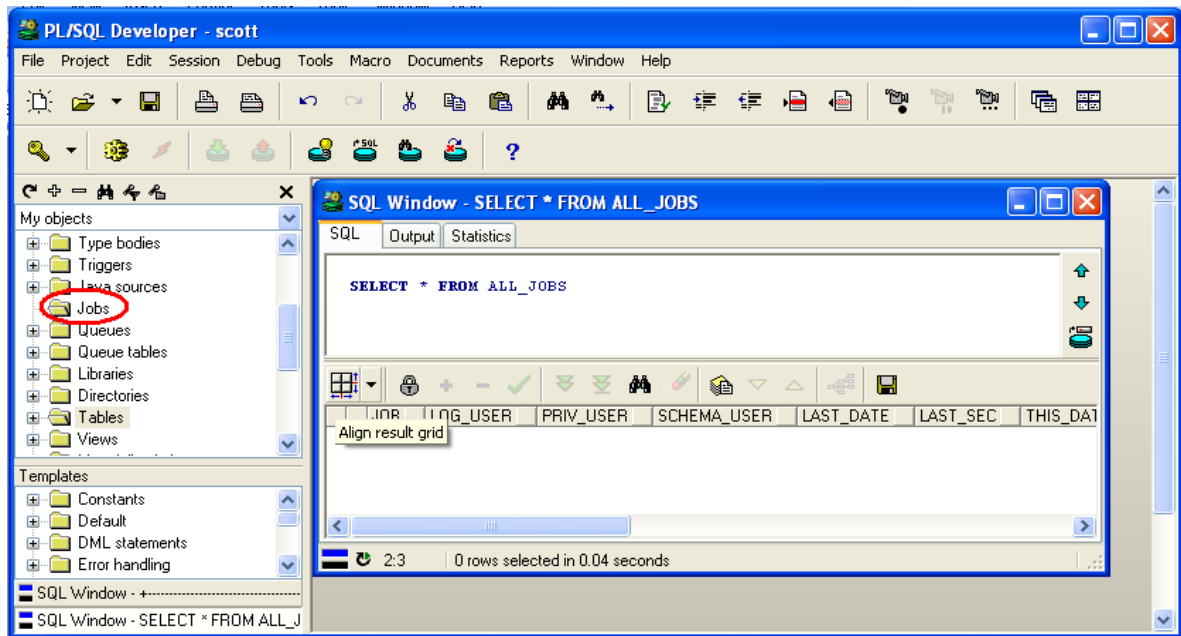 PL/SQL Developer - scott
File Project Edit Session Debug Tools Macro Documents Reports Window Help
SQL
?
My objects
Type bodies
Triggers
Java sources
Jobs
Queues
Queue tables
Libraries
Directories
Tables
Views
Templates
Constants
Default
DML statements
Error handling
SQL Window - +
SQL Window - SELECT * FROM ALL_J
SQL Window - SELECT * FROM ALL_JOBS
SQL Output Statistics
SELECT * FROM ALL_JOBS
JOB LOG_USER PRIV_USER SCHEMA_USER LAST_DATE LAST_SEC THIS_DAT
Align result grid
2:3 0 rows selected in 0.04 seconds